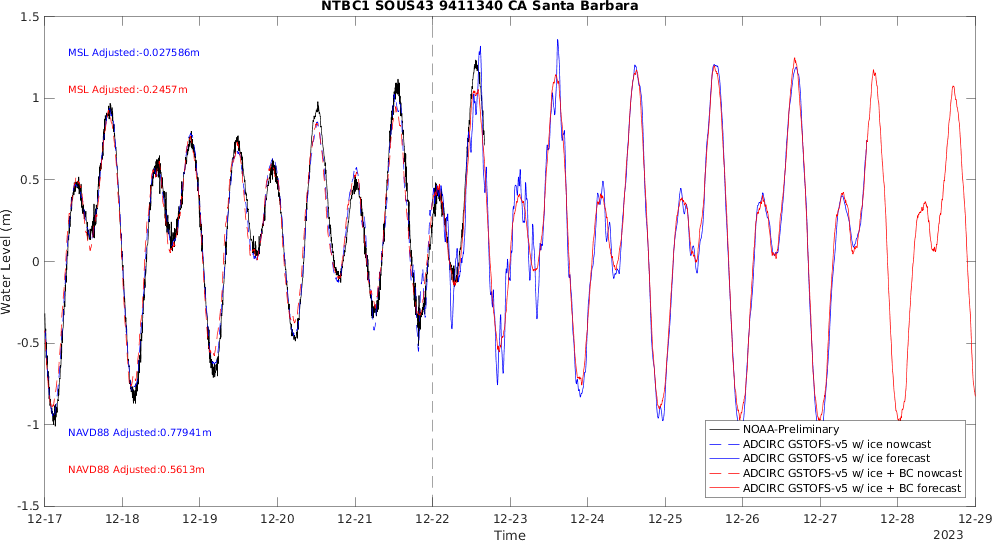 NTBC1 SOUS43 9411340 CA Santa Barbara
1.5
1
0.5
0
-0.5
-1
-1.5
Water Level (m)
MSL Adjusted:-0.027586m
MSL Adjusted:-0.2457m
NAVD88 Adjusted:0.77941m
NAVD88 Adjusted:0.5613m
NOAA-Preliminary
ADCIRC GSTOFS-v5 w/ ice nowcast
ADCIRC GSTOFS-v5 w/ ice forecast
ADCIRC GSTOFS-v5 w/ ice + BC nowcast
ADCIRC GSTOFS-v5 w/ ice + BC forecast
12-17 12-18 12-19 12-20 12-21 12-22 12-23 12-24 12-25 12-26 12-27 12-28 12-29
Time
2023